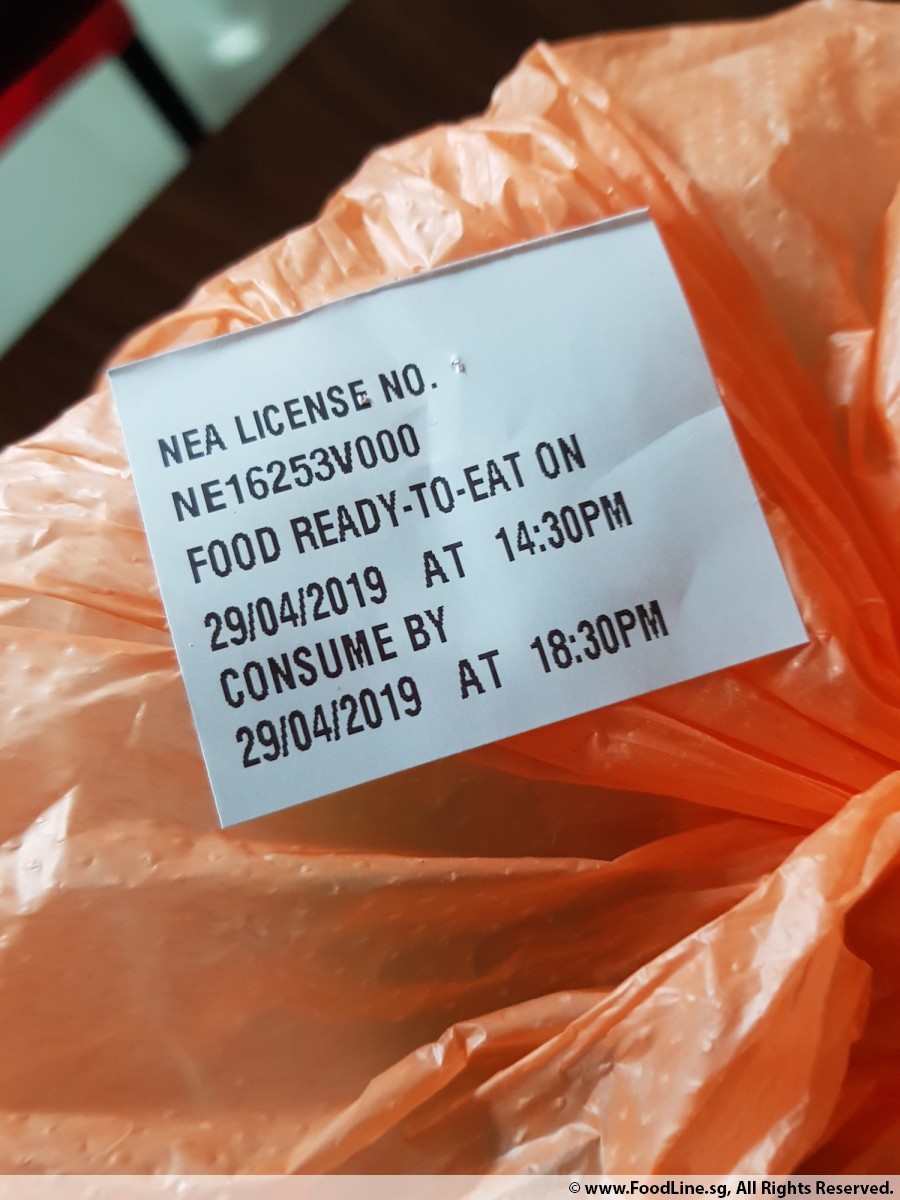 NEA LICENSE NO.
NE16253V000
FOOD READY-TO-EAT ON
29/04/2019 AT 14:30PM
CONSUME BY
29/04/2019 AT 18:30PM
© www.FoodLine.sg, All Rights Reserved.